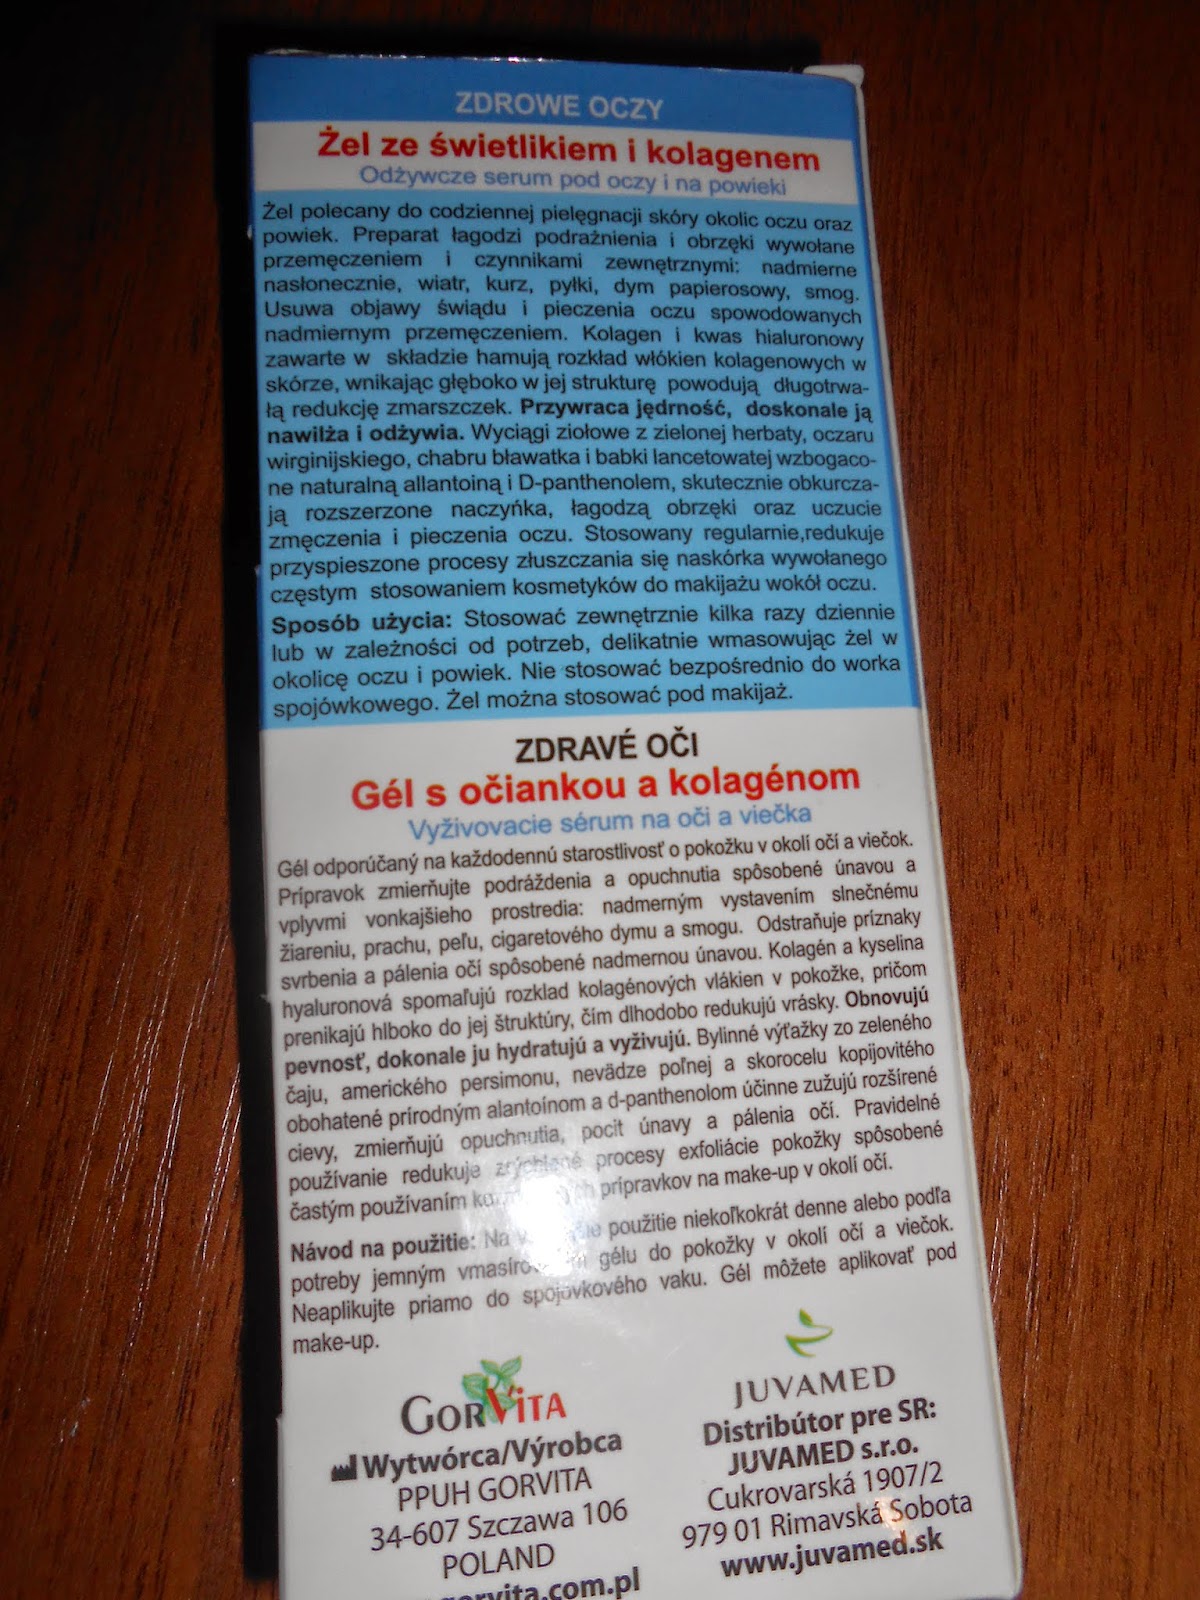 ZDROWE OCZY
Żel ze świetlikiem i kolagenem
Odżywcze serum pod oczy i na powieki
Żel polecany do codziennej pielęgnacji skóry okolic oczu oraz
powiek. Preparat łagodzi podrażnienia i obrzęki wywołane
przemęczeniem i czynnikami zewnętrznymi: nadmierne
nasłonecznie, wiatr, kurz, pyłki, dym papierosowy, smog.
Usuwa objawy świądu i pieczenia oczu spowodowanych
nadmiernym przemęczeniem. Kolagen i kwas hialuronowy
zawarte w składzie hamują rozkład włókien kolagenowych w
skórze, wnikając głęboko w jej strukturę powodują długotrwa-
łą redukcję zmarszczek. Przywraca jędrność, doskonale ją
nawilża i odżywia. Wyciągi ziołowe z zielonej herbaty, oczaru
wirginijskiego, chabru bławatka i babki lancetowatej wzbogaco-
ne naturalną allantoiną i D-panthenolem, skutecznie obkurcza-
ją rozszerzone naczyńka, łagodzą obrzęki oraz uczucie
zmęczenia i pieczenia oczu. Stosowany regularnie,redukuje
przyspieszone procesy złuszczania się naskórka wywołanego
częstym stosowaniem kosmetyków do makijażu wokół oczu.
Sposób użycia: Stosować zewnętrznie kilka razy dziennie
lub w zależności od potrzeb, delikatnie wmasowując żel w
okolicę oczu i powiek. Nie stosować bezpośrednio do worka
spojówkowego. Żel można stosować pod makijaż.
ZDRAVÉ OČI
Gél s očiankou a kolagénom
Vyživovacie sérum na oči a viečka
Gél odporúčaný na každodennú starostlivosť o pokožku v okolí očí a viečok.
Prípravok zmierňujte podráždenia a opuchnutia spôsobené únavou a
vplyvmi vonkajšieho prostredia: nadmerným vystavením slnečnému
žiareniu, prachu, peľu, cigaretového dymu a smogu. Odstraňuje príznaky
svrbenia a pálenia očí spôsobené nadmernou únavou. Kolagén a kyselina
hyaluronová spomaľujú rozklad kolagénových vlákien v pokožke, pričom
prenikajú hlboko do jej štruktúry, čím dlhodobo redukujú vrásky. Obnovujú
pevnosť, dokonale ju hydratujú a vyživujú. Bylinné výťažky zo zeleného
čaju, amerického persimonu, nevädze poľnej a skorocelu kopijovitého
obohatené prírodným alantoínom a d-panthenolom účinne zužujú rozšírené
cievy, zmierňujú opuchnutia, pocit únavy a pálenia očí. Pravidelné
používanie redukuje zrýchlené procesy exfoliácie pokožky spôsobené
častým používaním prípravkov na make-up v okolí očí.
Návod na použitie: Na použitie niekoľkokrát denne alebo podľa
potreby jemným gélu do pokožky v okolí očí a viečok.
Neaplikujte priamo do spojovkového vaku. Gél môžete aplikovať pod
make-up.
GORVITA
Wytwórca/Výrobca
PPUH GORVITA
34-607 Szczawa 106
POLAND
gorvita.com.pl
JUVAMED
Distribútor pre SR:
JUVAMED s.r.o.
Cukrovarská 1907/2
979 01 Rimavská Sobota
www.juvamed.sk